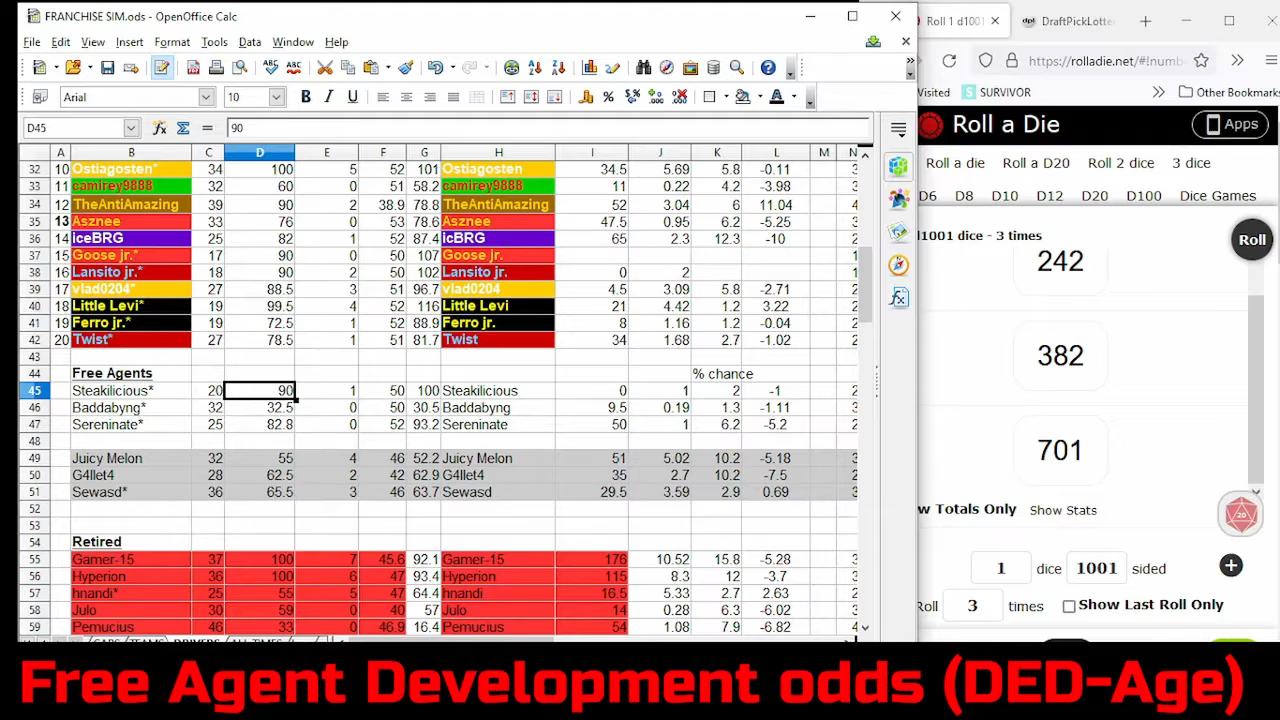 FRANCHISE SIM.ods - OpenOffice Calc
File Edit View Insert Format Tools Data Window Help
Arial 10
D45 90
A B C D E F G H I J K L M N
32 10 Ostiagosten* 34 100 5 52 101 Ostiagosten 34.5 5.69 5.8 -0.11
33 11 camirey9888 32 60 0 51 58.2 camirey9888 11 0.22 4.2 -3.98
34 12 TheAntiAmazing 39 90 2 38.9 78.8 TheAntiAmazing 52 3.04 6 11.04
35 13 Asznee 33 76 0 53 78.6 Asznee 47.5 0.95 6.2 -5.25
36 14 iceBRG 25 82 1 52 87.4 icBRG 65 2.3 12.3 -10
37 15 Goose jr.* 17 90 0 50 107 Goose jr.
38 16 Lansito jr.* 18 90 2 50 102 Lansito jr. 0 2
39 17 vlad0204* 27 88.5 3 51 96.7 vlad0204 4.5 3.09 5.8 -2.71
40 18 Little Levi* 19 99.5 4 52 116 Little Levi 21 4.42 1.2 3.22
41 19 Ferro jr.* 19 72.5 1 52 88.9 Ferro jr. 8 1.16 1.2 -0.04
42 20 Twist* 27 78.5 1 51 81.7 Twist 34 1.68 2.7 -1.02
43
44 Free Agents % chance
45 Steakilicious* 20 90 1 50 100 Steakilicious 0 1 2 -1
46 Baddabyng* 32 32.5 0 50 30.5 Baddabyng 9.5 0.19 1.3 -1.11
47 Sereninate* 25 82.8 0 52 93.2 Sereninate 50 1 6.2 -5.2
48
49 Juicy Melon 32 55 4 46 52.2 Juicy Melon 51 5.02 10.2 -5.18
50 G4llet4 28 62.5 2 42 62.9 G4llet4 35 2.7 10.2 -7.5
51 Sewasd* 36 65.5 3 46 63.7 Sewasd 29.5 3.59 2.9 0.69
52
53
54 Retired
55 Gamer-15 37 100 7 45.6 92.1 Gamer-15 176 10.52 15.8 -5.28
56 Hyperion 36 100 6 47 93.4 Hyperion 115 8.3 12 -3.7
57 hnandi* 25 55 5 47 64.4 hnandi 16.5 5.33 2.7 2.63
58 Julo 30 59 0 40 57 Julo 14 0.28 6.3 -6.02
59 Pemucius 46 33 0 46.9 16.4 Pemucius 54 1.08 7.9 -6.82
Roll 1 d1001
DraftPickLotte
https://rolladie.net/#!numb
Visited SURVIVOR Other Bookmarks
Roll a Die Apps
Roll a die Roll a D20 Roll 2 dice 3 dice
D6 D8 D10 D12 D20 D100 Dice Games
d1001 dice - 3 times Roll
242
382
701
w Totals Only Show Stats
20
1 dice 1001 sided
Roll 3 times Show Last Roll Only
Free Agent Development odds (DED-Age)